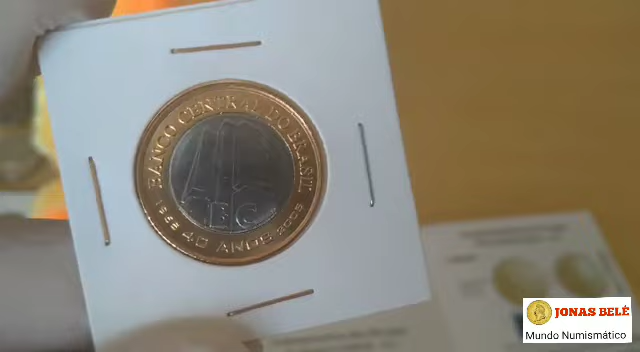 BANCO CENTRAL DO BRASIL
BC
1965 40 ANOS 2005
JONAS BELÉ
Mundo Numismático